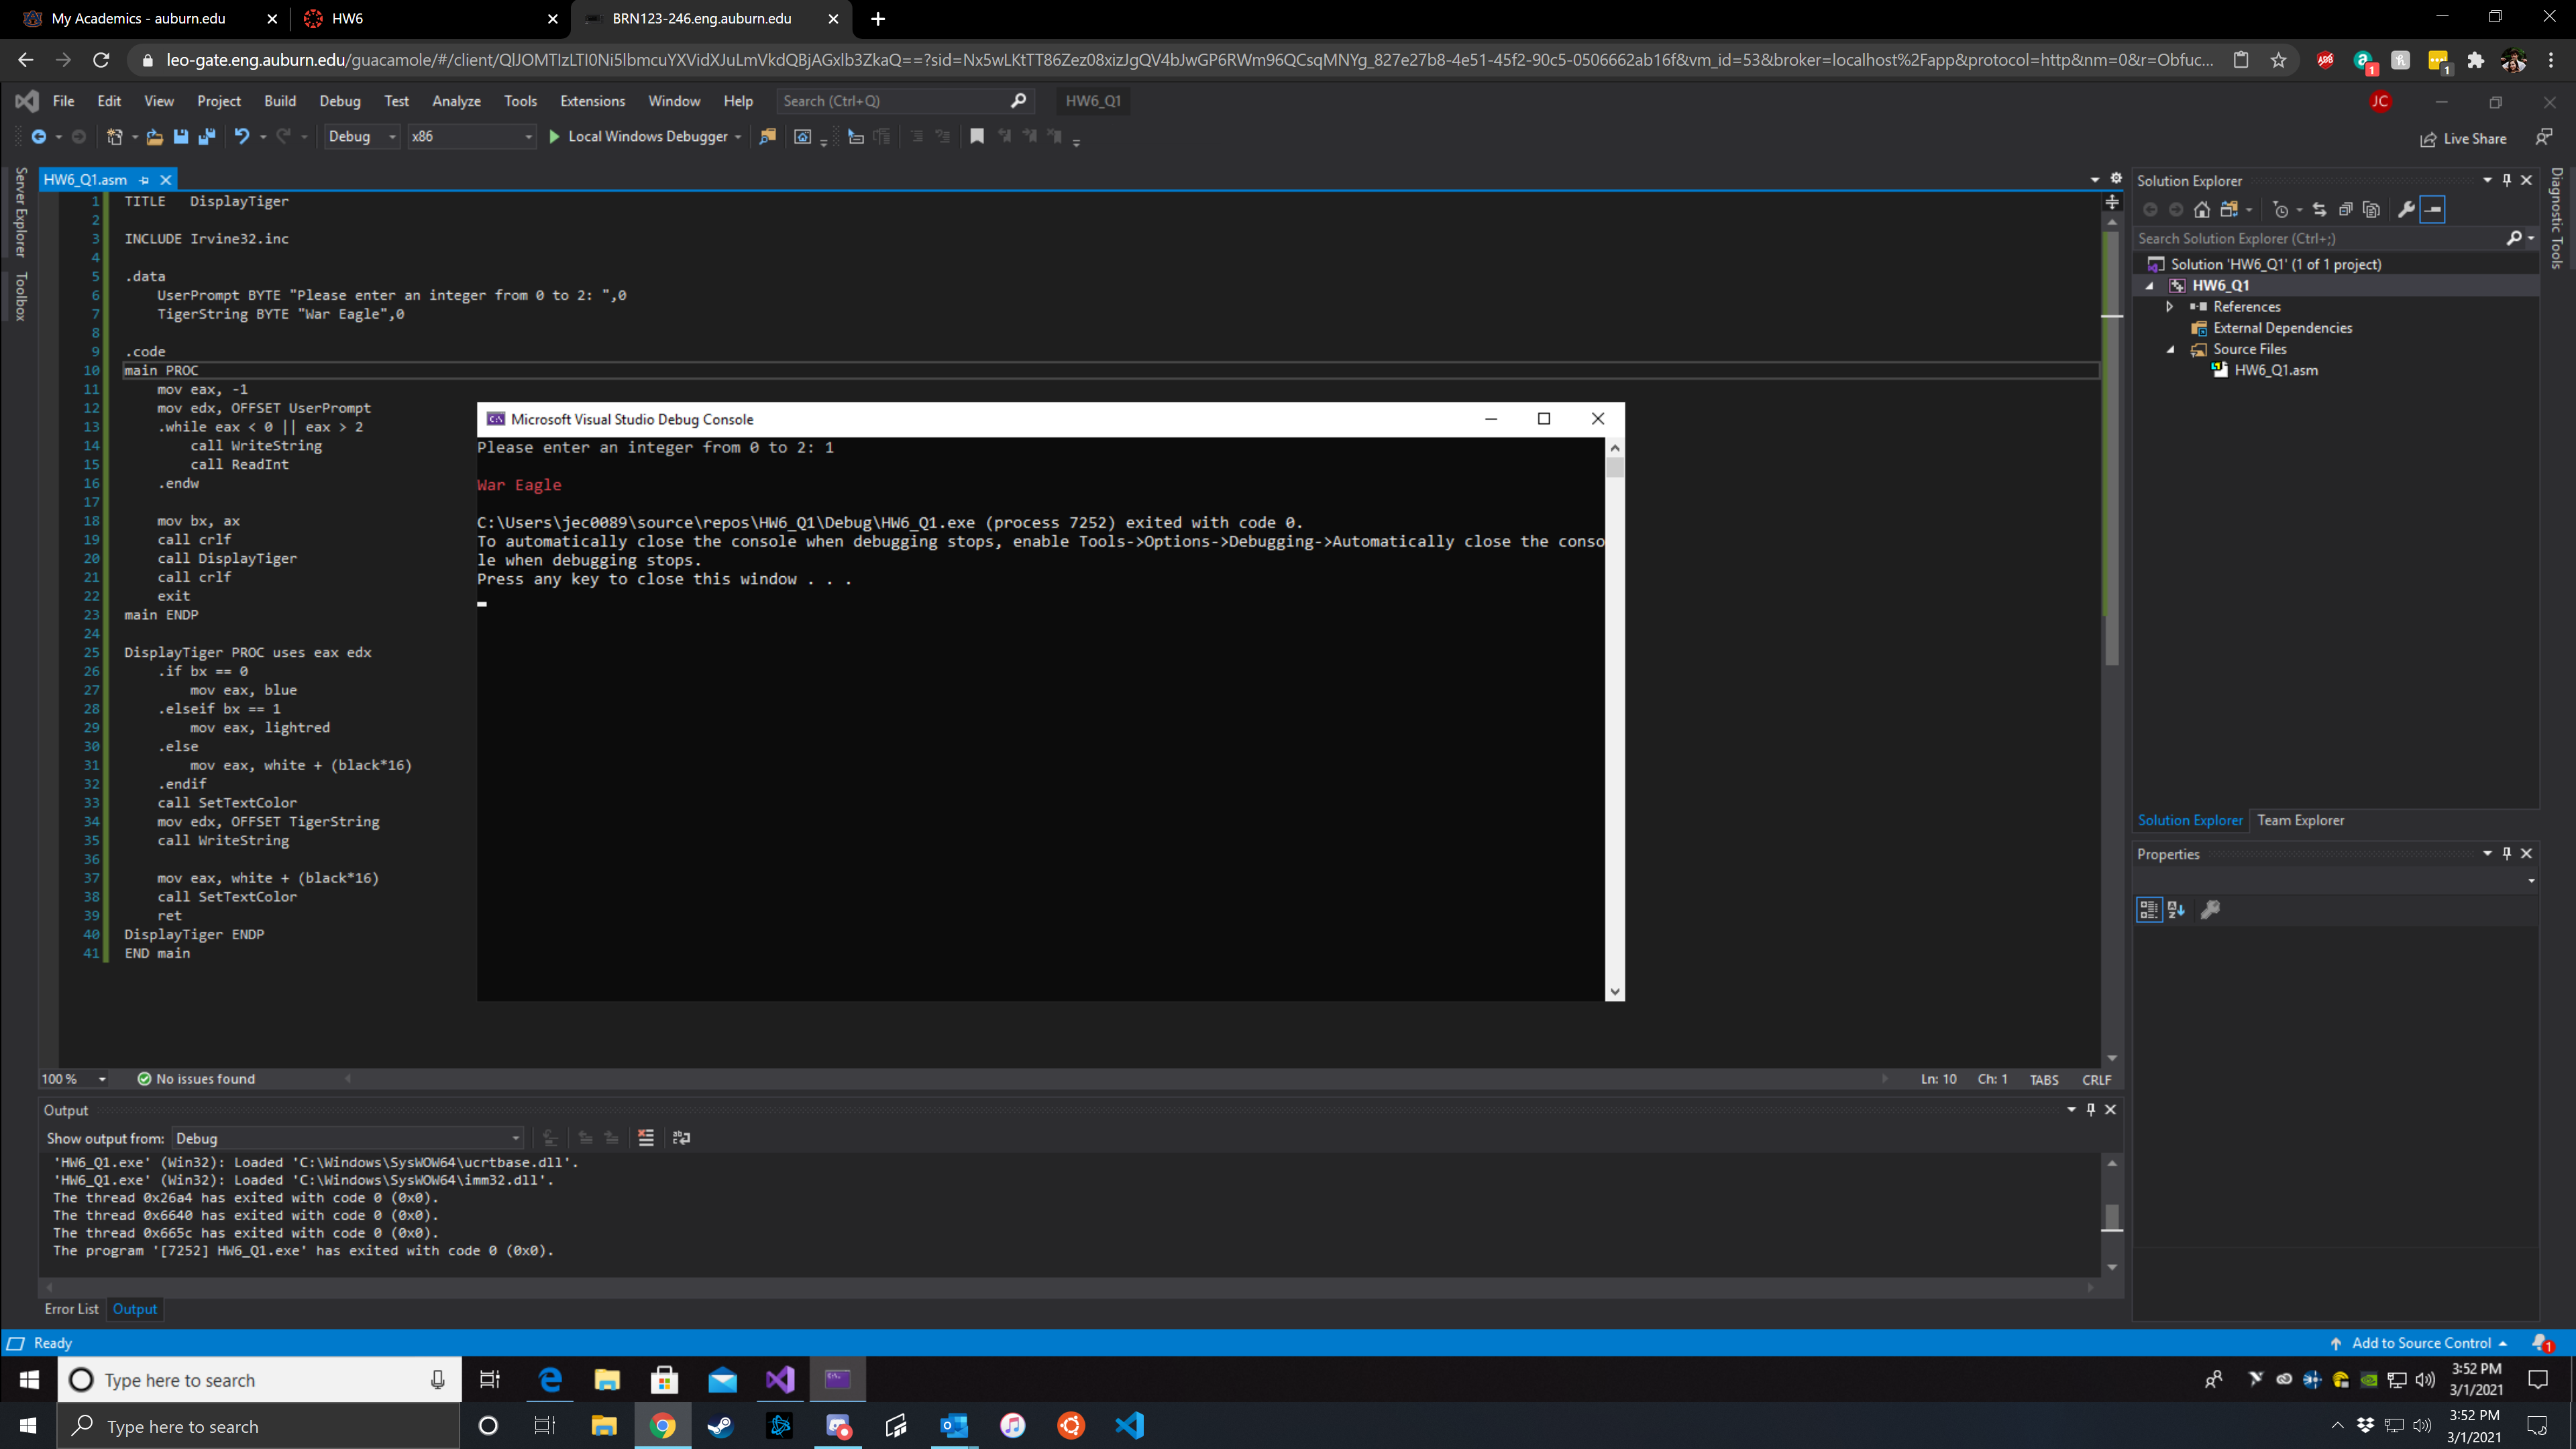 My Academics - auburn.edu
HW6
BRN123-246.eng.auburn.edu
leo-gate.eng.auburn.edu/guacamole/#/client/
File Edit View Project Build Debug Test Analyze Tools Extensions Window Help Search (Ctrl+Q) HW6_Q1 JC
Debug x86 Local Windows Debugger Live Share
Server Explorer
Toolbox
HW6_Q1.asm
1 TITLE   DisplayTiger
2
3 INCLUDE Irvine32.inc
4
5 .data
6     UserPrompt BYTE "Please enter an integer from 0 to 2: ",0
7     TigerString BYTE "War Eagle",0
8
9 .code
10 main PROC
11     mov eax, -1
12     mov edx, OFFSET UserPrompt
13     .while eax < 0 || eax > 2
14         call WriteString
15         call ReadInt
16     .endw
17
18     mov bx, ax
19     call crlf
20     call DisplayTiger
21     call crlf
22     exit
23 main ENDP
24
25 DisplayTiger PROC uses eax edx
26     .if bx == 0
27         mov eax, blue
28     .elseif bx == 1
29         mov eax, lightred
30     .else
31         mov eax, white + (black*16)
32     .endif
33     call SetTextColor
34     mov edx, OFFSET TigerString
35     call WriteString
36
37     mov eax, white + (black*16)
38     call SetTextColor
39     ret
40 DisplayTiger ENDP
41 END main
Microsoft Visual Studio Debug Console
Please enter an integer from 0 to 2: 1
War Eagle
C:\Users\jec0089\source\repos\HW6_Q1\Debug\HW6_Q1.exe (process 7252) exited with code 0.
To automatically close the console when debugging stops, enable Tools->Options->Debugging->Automatically close the conso
le when debugging stops.
Press any key to close this window . . .
100 % No issues found Ln: 10 Ch: 1 TABS CRLF
Output
Show output from: Debug
'HW6_Q1.exe' (Win32): Loaded 'C:\Windows\SysWOW64\ucrtbase.dll'.
'HW6_Q1.exe' (Win32): Loaded 'C:\Windows\SysWOW64\imm32.dll'.
The thread 0x26a4 has exited with code 0 (0x0).
The thread 0x6640 has exited with code 0 (0x0).
The thread 0x665c has exited with code 0 (0x0).
The program '[7252] HW6_Q1.exe' has exited with code 0 (0x0).
Error List Output
Solution Explorer
Search Solution Explorer (Ctrl+;)
Solution 'HW6_Q1' (1 of 1 project)
HW6_Q1
References
External Dependencies
Source Files
HW6_Q1.asm
Solution Explorer Team Explorer
Properties
Diagnostic Tools
Ready Add to Source Control 1
Type here to search 3:52 PM
3/1/2021
Type here to search 3:52 PM
3/1/2021